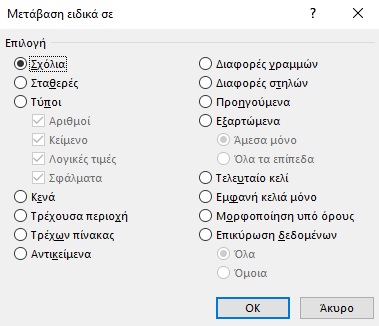 Μετάβαση ειδικά σε
?
Επιλογή
Σχόλια
Σταθερές
Τύποι
Αριθμοί
Κείμενο
Λογικές τιμές
Σφάλματα
Κενά
Τρέχουσα περιοχή
Τρέχων πίνακας
Αντικείμενα
Διαφορές γραμμών
Διαφορές στηλών
Προηγούμενα
Εξαρτώμενα
Άμεσα μόνο
Όλα τα επίπεδα
Τελευταίο κελί
Εμφανή κελιά μόνο
Μορφοποίηση υπό όρους
Επικύρωση δεδομένων
Όλα
Όμοια
OK
Άκυρο